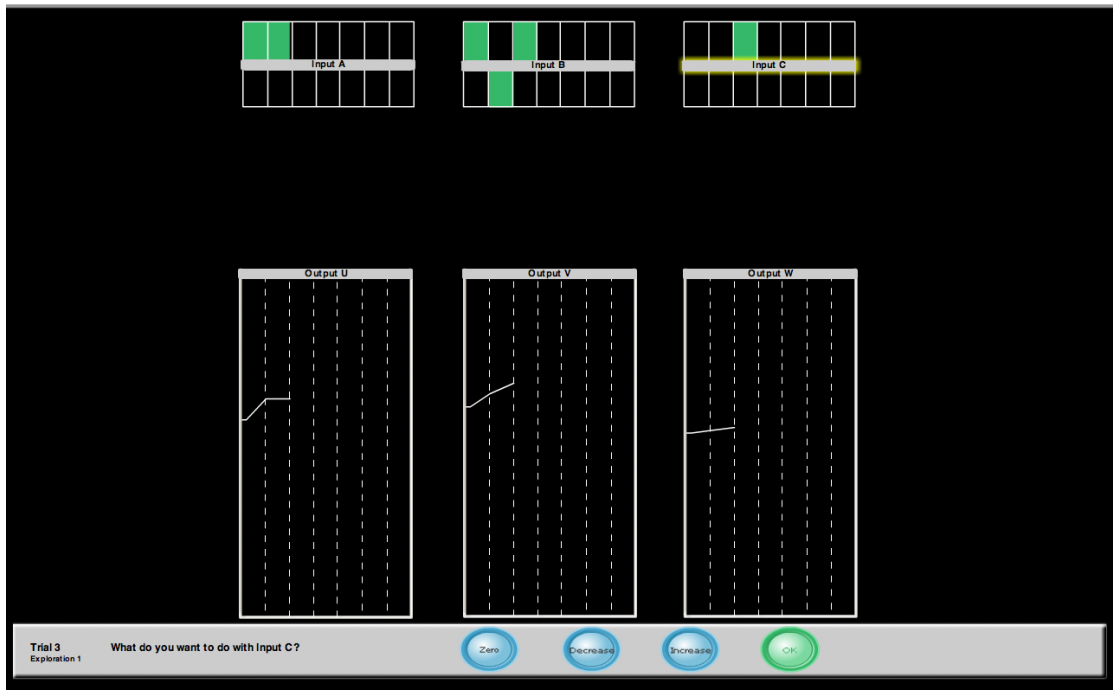 Input A
Input B
Input C
Output U
Output V
Output W
Trial 3
What do you want to do with Input C?
Exploration 1
Zero
Decrease
Increase
OK